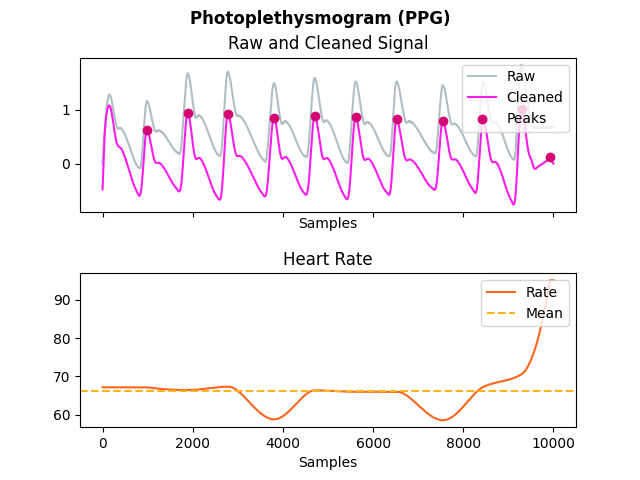 Photoplethysmogram (PPG)
Raw and Cleaned Signal
Raw
Cleaned
Peaks
1
0
Samples
Heart Rate
Rate
Mean
90
80
70
60
0 2000 4000 6000 8000 10000
Samples